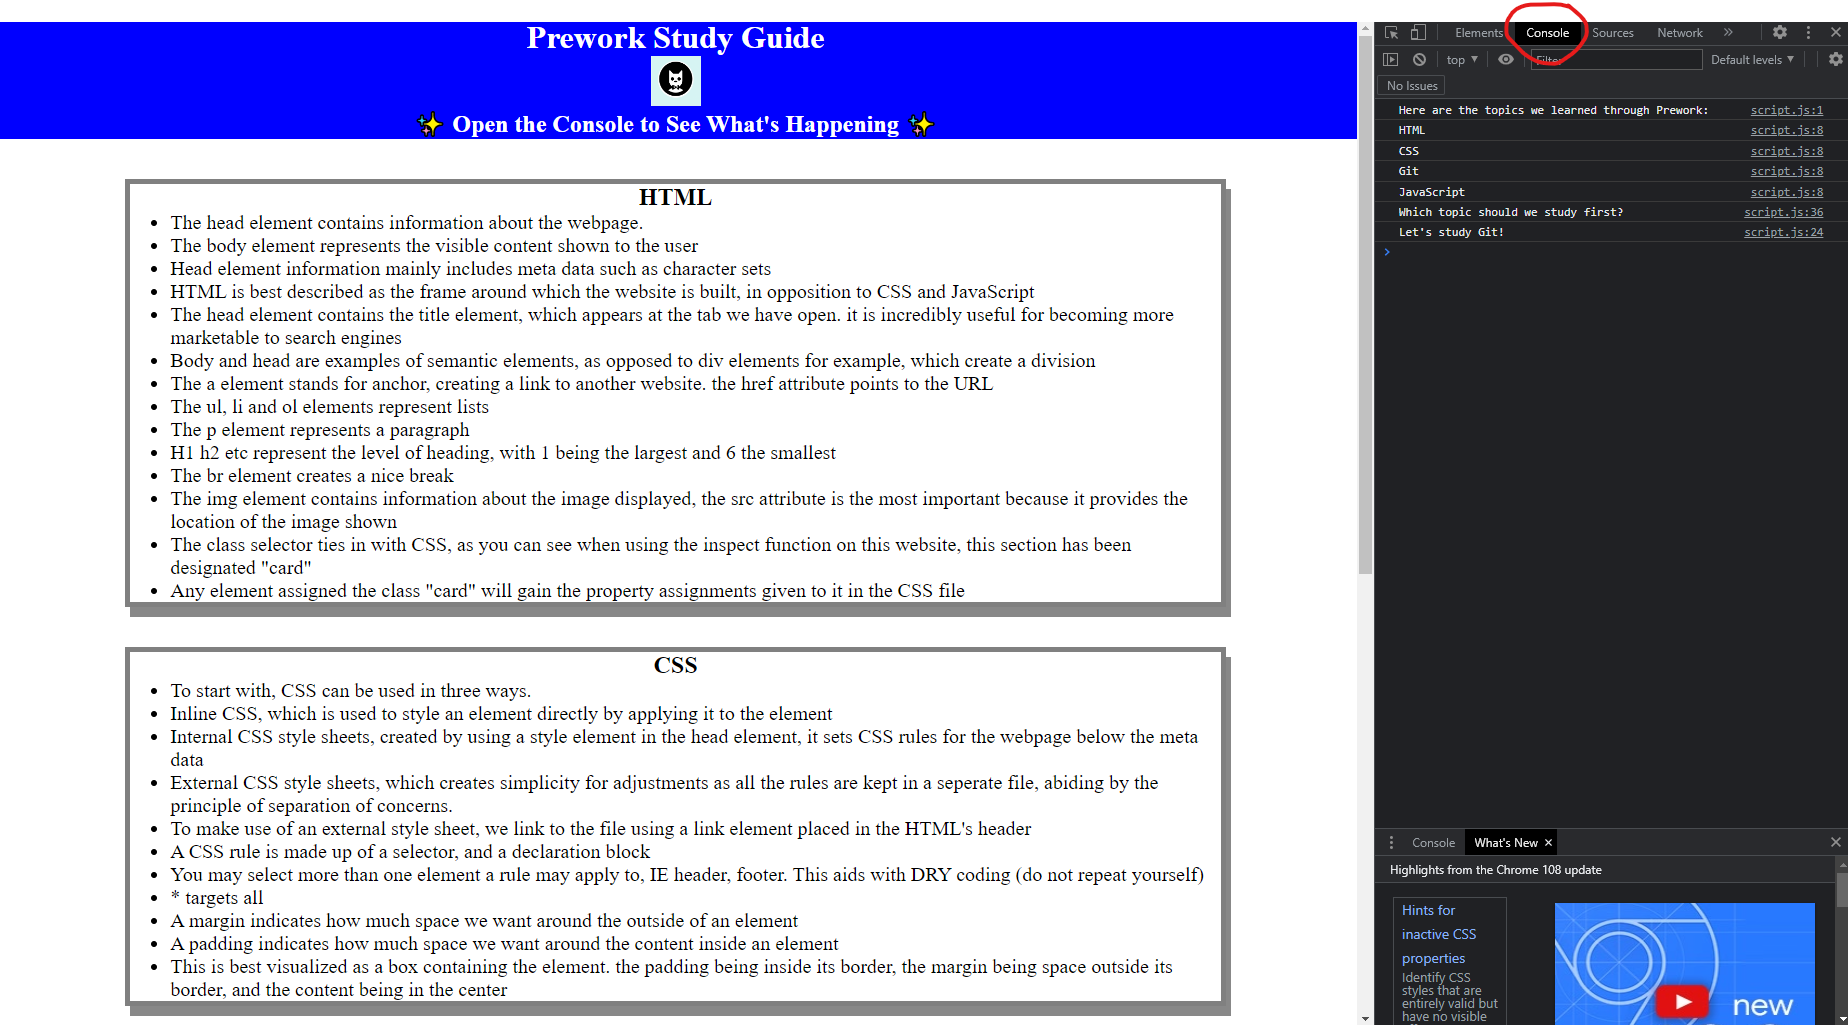 Prework Study Guide
✨ Open the Console to See What's Happening ✨
HTML
• The head element contains information about the webpage.
• The body element represents the visible content shown to the user
• Head element information mainly includes meta data such as character sets
• HTML is best described as the frame around which the website is built, in opposition to CSS and JavaScript
• The head element contains the title element, which appears at the tab we have open. it is incredibly useful for becoming more
marketable to search engines
• Body and head are examples of semantic elements, as opposed to div elements for example, which create a division
• The a element stands for anchor, creating a link to another website. the href attribute points to the URL
• The ul, li and ol elements represent lists
• The p element represents a paragraph
• H1 h2 etc represent the level of heading, with 1 being the largest and 6 the smallest
• The br element creates a nice break
• The img element contains information about the image displayed, the src attribute is the most important because it provides the
location of the image shown
• The class selector ties in with CSS, as you can see when using the inspect function on this website, this section has been
designated "card"
• Any element assigned the class "card" will gain the property assignments given to it in the CSS file
CSS
• To start with, CSS can be used in three ways.
• Inline CSS, which is used to style an element directly by applying it to the element
• Internal CSS style sheets, created by using a style element in the head element, it sets CSS rules for the webpage below the meta
data
• External CSS style sheets, which creates simplicity for adjustments as all the rules are kept in a seperate file, abiding by the
principle of separation of concerns.
• To make use of an external style sheet, we link to the file using a link element placed in the HTML's header
• A CSS rule is made up of a selector, and a declaration block
• You may select more than one element a rule may apply to, IE header, footer. This aids with DRY coding (do not repeat yourself)
• * targets all
• A margin indicates how much space we want around the outside of an element
• A padding indicates how much space we want around the content inside an element
• This is best visualized as a box containing the element. the padding being inside its border, the margin being space outside its
border, and the content being in the center
Elements Console Sources Network »
top Filter Default levels
No Issues
Here are the topics we learned through Prework: script.js:1
HTML script.js:8
CSS script.js:8
Git script.js:8
JavaScript script.js:8
Which topic should we study first? script.js:36
Let's study Git! script.js:24
Console What's New
Highlights from the Chrome 108 update
Hints for
inactive CSS
properties
Identify CSS
styles that are
entirely valid but
have no visible
new